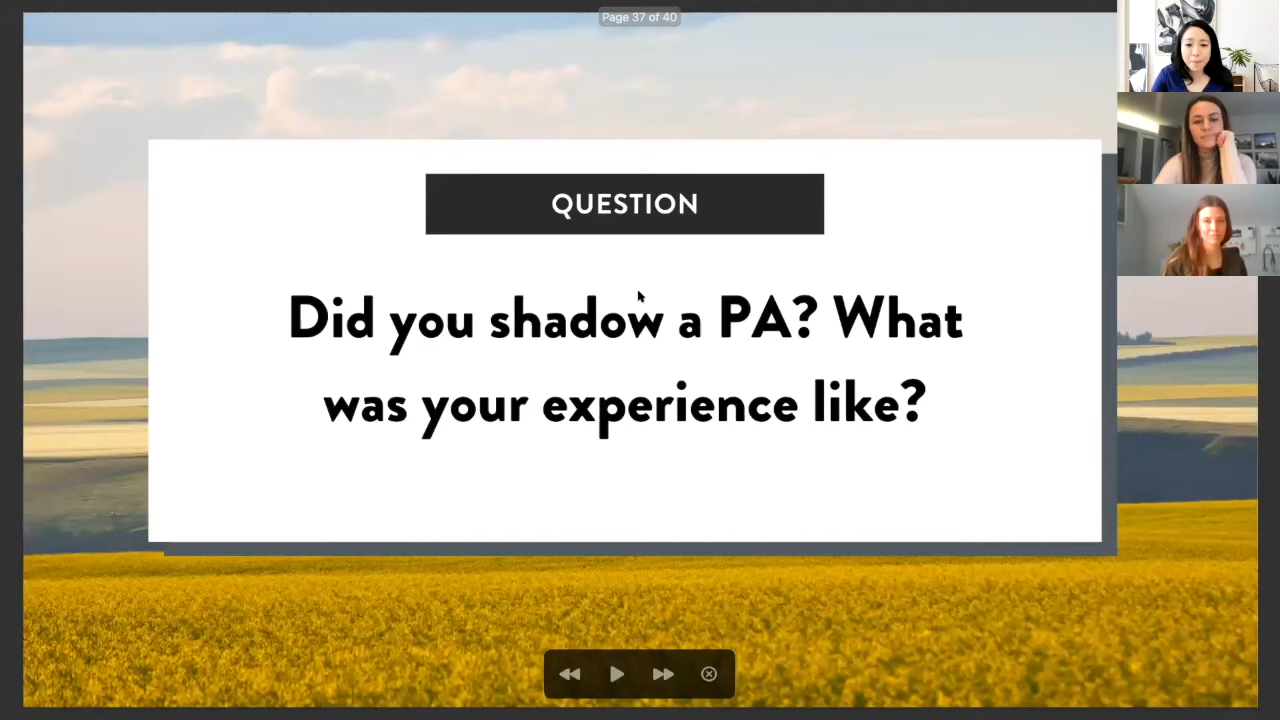 Page 37 of 40
QUESTION
Did you shadow a PA? What
was your experience like?